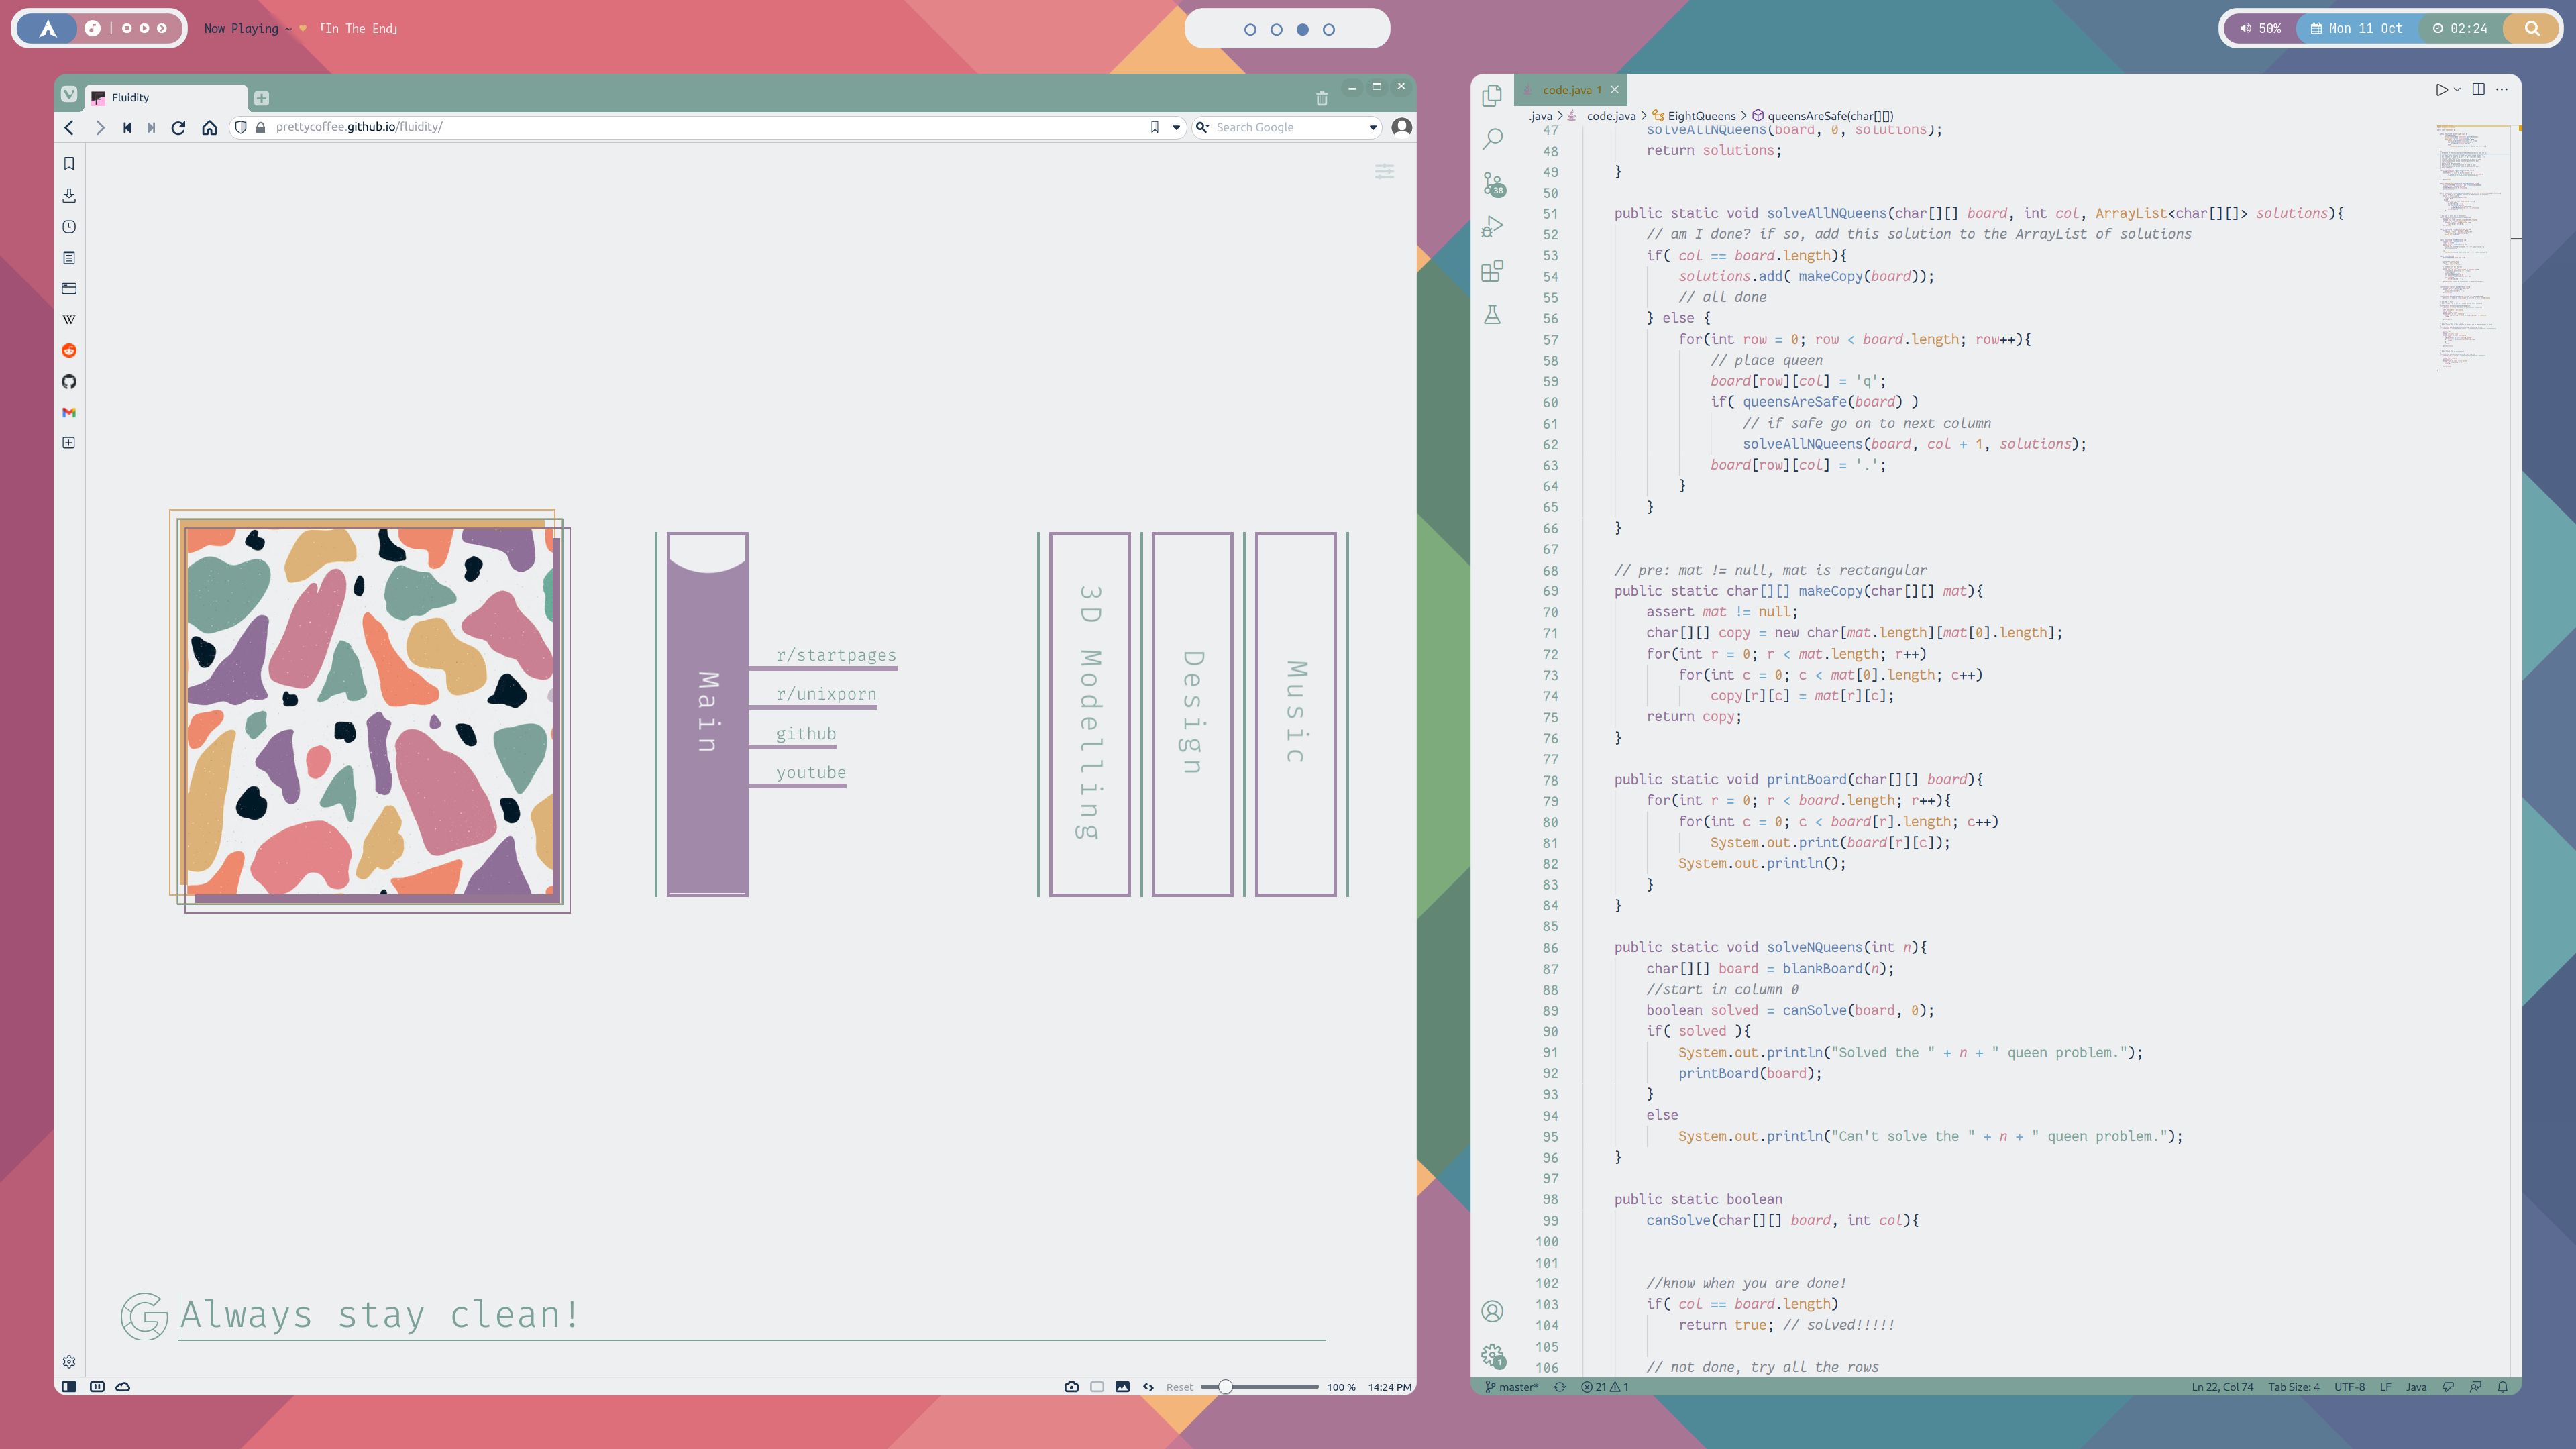 Now Playing ~ ♥ 「In The End」
50%
Mon 11 Oct
02:24
Fluidity
prettycoffee.github.io/fluidity/
Search Google
W
Main
r/startpages
r/unixporn
github
youtube
3D Modelling
Design
Music
Always stay clean!
Reset
100 %
14:24 PM
code.java 1
.java > code.java > EightQueens > queensAreSafe(char[][])
38
47 solveAllNQueens(board, 0, solutions);
48 return solutions;
49 }
50
51 public static void solveAllNQueens(char[][] board, int col, ArrayList<char[][]> solutions){
52 // am I done? if so, add this solution to the ArrayList of solutions
53 if( col == board.length){
54 solutions.add( makeCopy(board));
55 // all done
56 } else {
57 for(int row = 0; row < board.length; row++){
58 // place queen
59 board[row][col] = 'q';
60 if( queensAreSafe(board) )
61 // if safe go on to next column
62 solveAllNQueens(board, col + 1, solutions);
63 board[row][col] = '.';
64 }
65 }
66 }
67
68 // pre: mat != null, mat is rectangular
69 public static char[][] makeCopy(char[][] mat){
70 assert mat != null;
71 char[][] copy = new char[mat.length][mat[0].length];
72 for(int r = 0; r < mat.length; r++)
73 for(int c = 0; c < mat[0].length; c++)
74 copy[r][c] = mat[r][c];
75 return copy;
76 }
77
78 public static void printBoard(char[][] board){
79 for(int r = 0; r < board.length; r++){
80 for(int c = 0; c < board[r].length; c++)
81 System.out.print(board[r][c]);
82 System.out.println();
83 }
84 }
85
86 public static void solveNQueens(int n){
87 char[][] board = blankBoard(n);
88 //start in column 0
89 boolean solved = canSolve(board, 0);
90 if( solved ){
91 System.out.println("Solved the " + n + " queen problem.");
92 printBoard(board);
93 }
94 else
95 System.out.println("Can't solve the " + n + " queen problem.");
96 }
97
98 public static boolean
99 canSolve(char[][] board, int col){
100
101
102 //know when you are done!
103 if( col == board.length)
104 return true; // solved!!!!!
105
106 // not done, try all the rows
1
master*
21
1
Ln 22, Col 74
Tab Size: 4
UTF-8
LF
Java